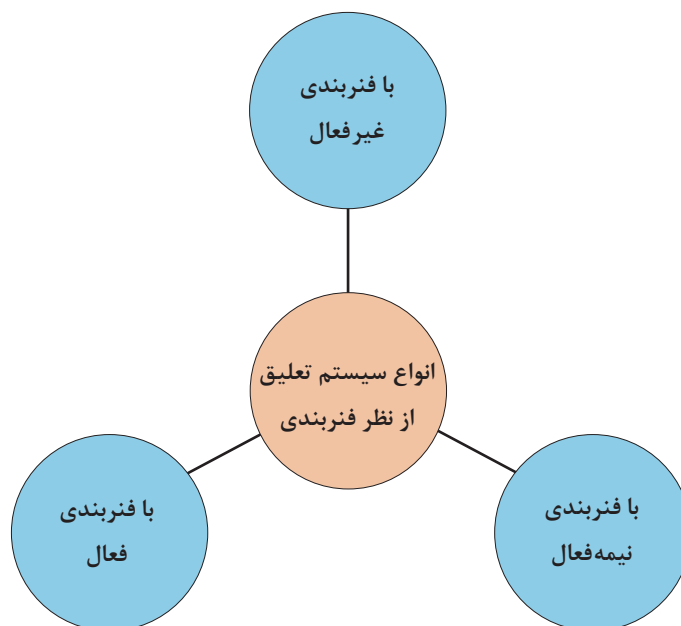 با فنربندی
غیرفعال
انواع سیستم تعلیق
از نظر فنربندی
با فنربندی
نیمه‌فعال
با فنربندی
فعال